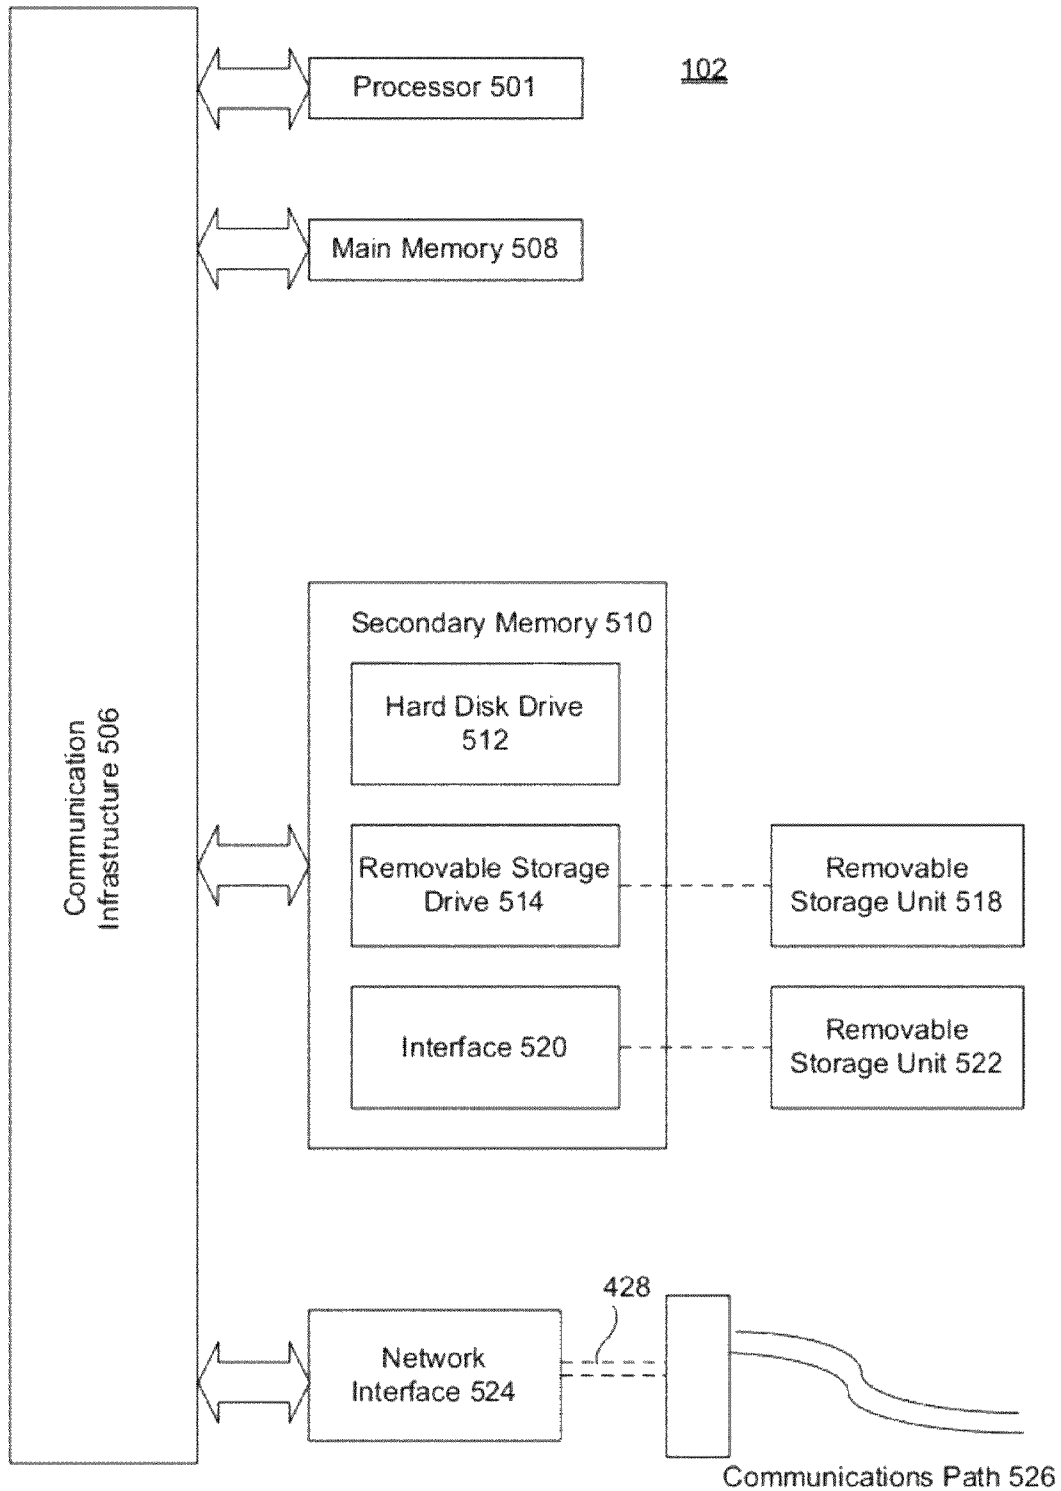 102
Processor 501
Main Memory 508
Communication
Infrastructure 506
Secondary Memory 510
Hard Disk Drive
512
Removable Storage
Drive 514
Removable
Storage Unit 518
Interface 520
Removable
Storage Unit 522
428
Network
Interface 524
Communications Path 526